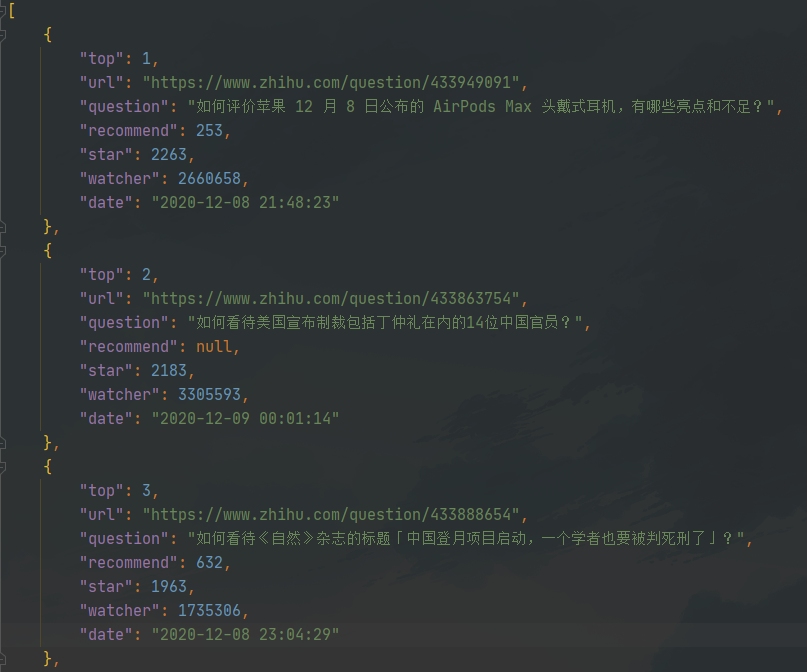 [
{
"top": 1,
"url": "https://www.zhihu.com/question/433949091",
"question": "如何评价苹果 12 月 8 日公布的 AirPods Max 头戴式耳机，有哪些亮点和不足？",
"recommend": 253,
"star": 2263,
"watcher": 2660658,
"date": "2020-12-08 21:48:23"
},
{
"top": 2,
"url": "https://www.zhihu.com/question/433863754",
"question": "如何看待美国宣布制裁包括丁仲礼在内的14位中国官员？",
"recommend": null,
"star": 2183,
"watcher": 3305593,
"date": "2020-12-09 00:01:14"
},
{
"top": 3,
"url": "https://www.zhihu.com/question/433888654",
"question": "如何看待《自然》杂志的标题「中国登月项目启动，一个学者也要被判死刑了」？",
"recommend": 632,
"star": 1963,
"watcher": 1735306,
"date": "2020-12-08 23:04:29"
},